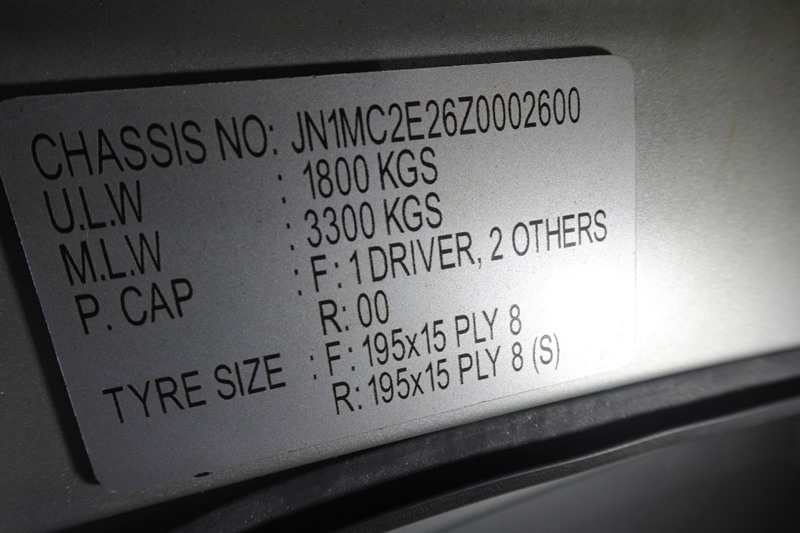 CHASSIS NO: JN1MC2E26Z0002600
U.L.W : 1800 KGS
M.L.W : 3300 KGS
P. CAP : F: 1 DRIVER, 2 OTHERS
R: 00
TYRE SIZE : F: 195x15 PLY 8
R: 195x15 PLY 8 (S)